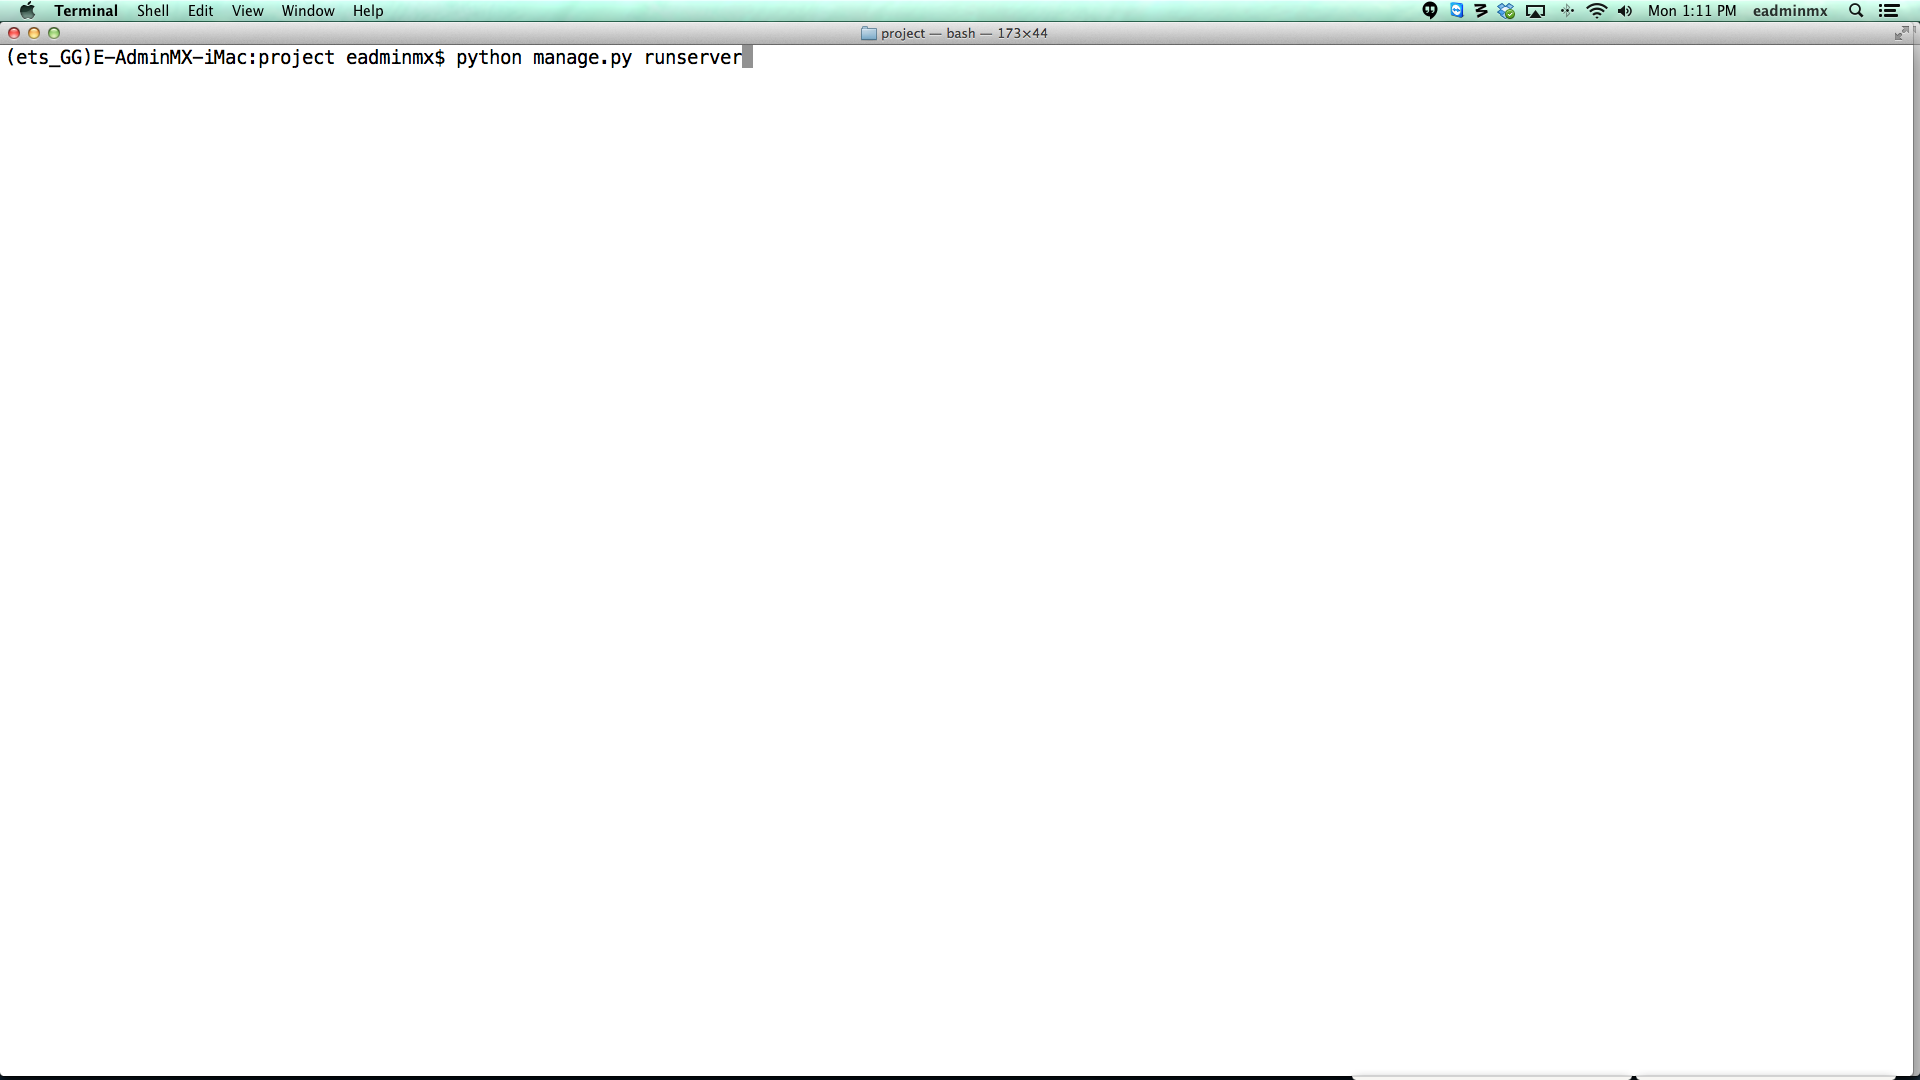 Terminal Shell Edit View Window Help Mon 1:11 PM eadminmx
project — bash — 173×44
(ets_GG)E-AdminMX-iMac:project eadminmx$ python manage.py runserver